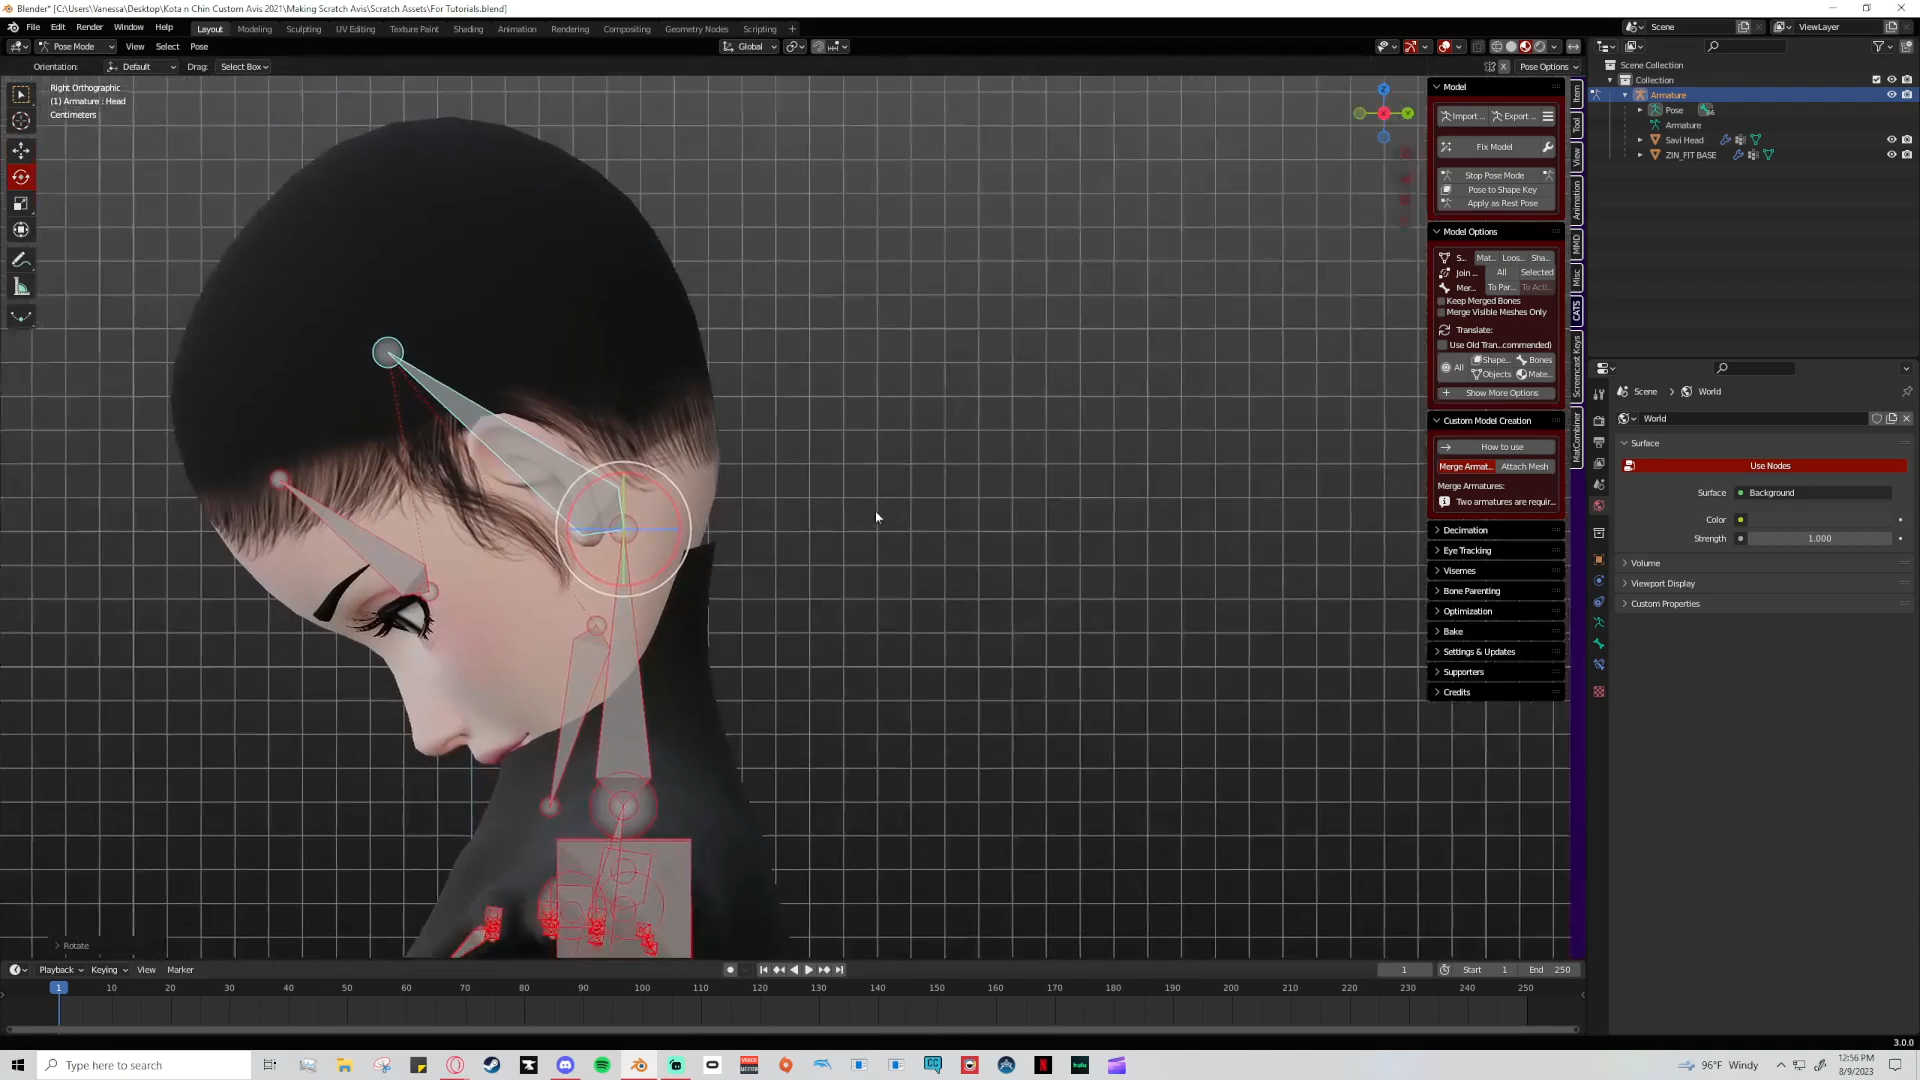 Blender* [C:\Users\Vanessa\Desktop\Kota n Chin Custom Avis 2021\Making Scratch Avis\Scratch Assets\For Tutorials.blend]
File Edit Render Window Help Layout Modeling Sculpting UV Editing Texture Paint Shading Animation Rendering Compositing Geometry Nodes Scripting + Scene ViewLayer
Pose Mode View Select Pose Global
Orientation: Default Drag: Select Box X Pose Options
Right Orthographic
(1) Armature : Head
Centimeters
Z
Y
Rotate
Model
Import ... Export ...
Fix Model
Stop Pose Mode
Pose to Shape Key
Apply as Rest Pose
Model Options
S... Mat... Loos... Sha...
Join ... All Selected
Mer... To Par... To Acti...
Keep Merged Bones
Merge Visible Meshes Only
Translate:
Use Old Tran...commended)
All Shape... Bones
Objects Mate...
Show More Options
Custom Model Creation
How to use
Merge Armat... Attach Mesh
Merge Armatures:
Two armatures are requir...
Decimation
Eye Tracking
Visemes
Bone Parenting
Optimization
Bake
Settings & Updates
Supporters
Credits
Item
Tool
View
Animation
MMD
Misc
CATS
Screencast Keys
MatCombiner
Scene Collection
Collection
Armature
Pose
Armature
Savi Head
ZIN_FIT BASE
Scene World
World
Surface
Use Nodes
Surface Background
Color
Strength 1.000
Volume
Viewport Display
Custom Properties
Playback Keying View Marker 1 Start 1 End 250
1 10 20 30 40 50 60 70 80 90 100 110 120 130 140 150 160 170 180 190 200 210 220 230 240 250
3.0.0
Type here to search
96°F Windy
12:56 PM
8/9/2023